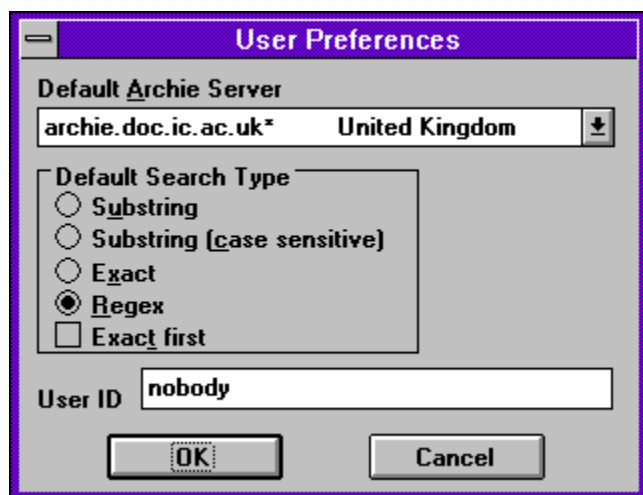 User Preferences
Default Archie Server
archie.doc.ic.ac.uk* United Kingdom
Default Search Type
Substring
Substring (case sensitive)
Exact
Regex
Exact first
User ID nobody
OK Cancel